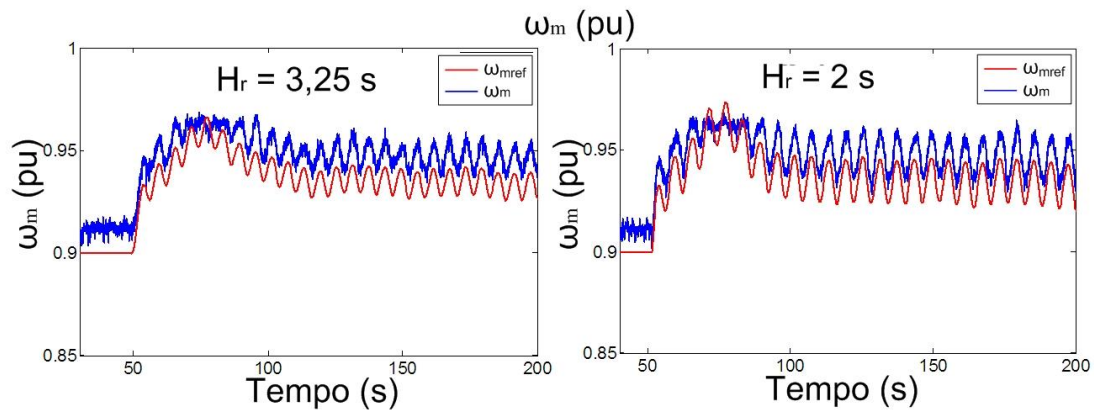 ωm (pu)
1
0.95
0.9
0.85
50
100
150
200
ωm (pu)
Tempo (s)
Hr = 3,25 s
ωmref
ωm
1
0.95
0.9
0.85
50
100
150
200
ωm (pu)
Tempo (s)
Hr = 2 s
ωmref
ωm